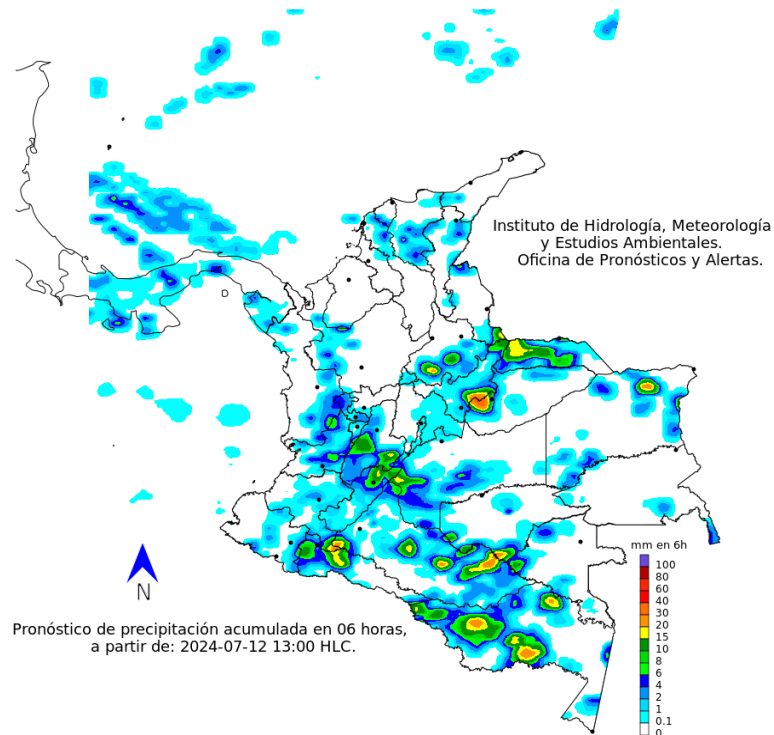 Instituto de Hidrología, Meteorología
y Estudios Ambientales.
Oficina de Pronósticos y Alertas.
N
Pronóstico de precipitación acumulada en 06 horas,
a partir de: 2024-07-12 13:00 HLC.
mm en 6h
100
80
60
40
30
20
15
10
8
6
4
2
1
0.1
0